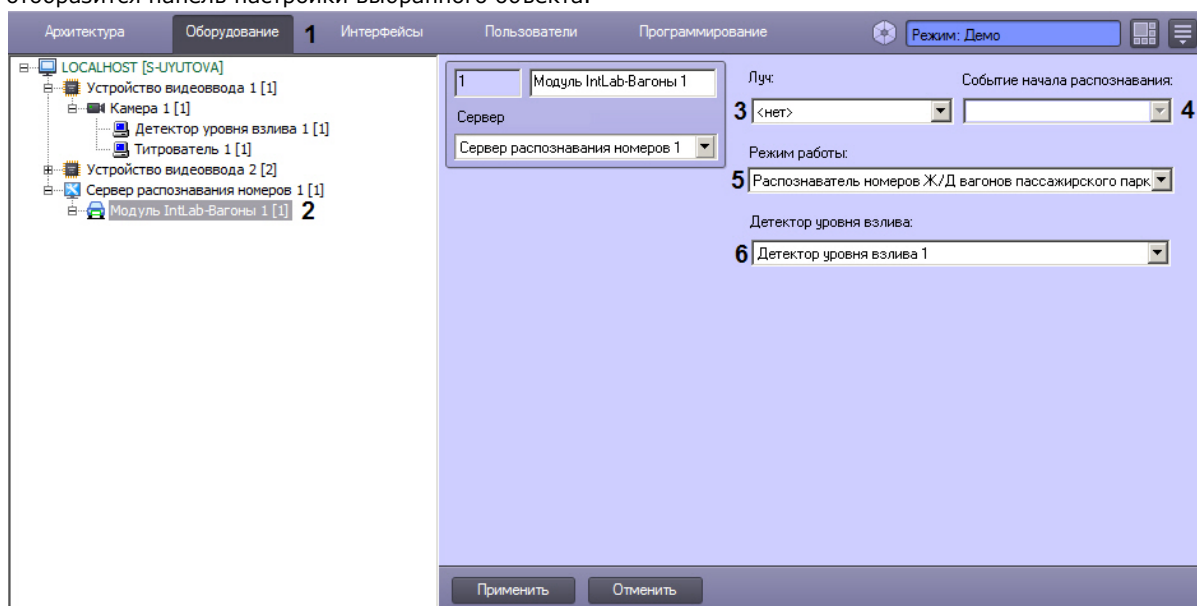 отобразится панель настройки выбранного объекта.
Архитектура Оборудование 1 Интерфейсы Пользователи Программирование Режим: Демо
LOCALHOST [S-UYUTOVA]
Устройство видеоввода 1 [1]
Камера 1 [1]
Детектор уровня взлива 1 [1]
Титрователь 1 [1]
Устройство видеоввода 2 [2]
Сервер распознавания номеров 1 [1]
Модуль IntLab-Вагоны 1 [1] 2
1 Модуль IntLab-Вагоны 1
Сервер
Сервер распознавания номеров 1
Луч: Событие начала распознавания:
3 <нет> 4
Режим работы:
5 Распознаватель номеров Ж/Д вагонов пассажирского парк
Детектор уровня взлива:
6 Детектор уровня взлива 1
Применить Отменить